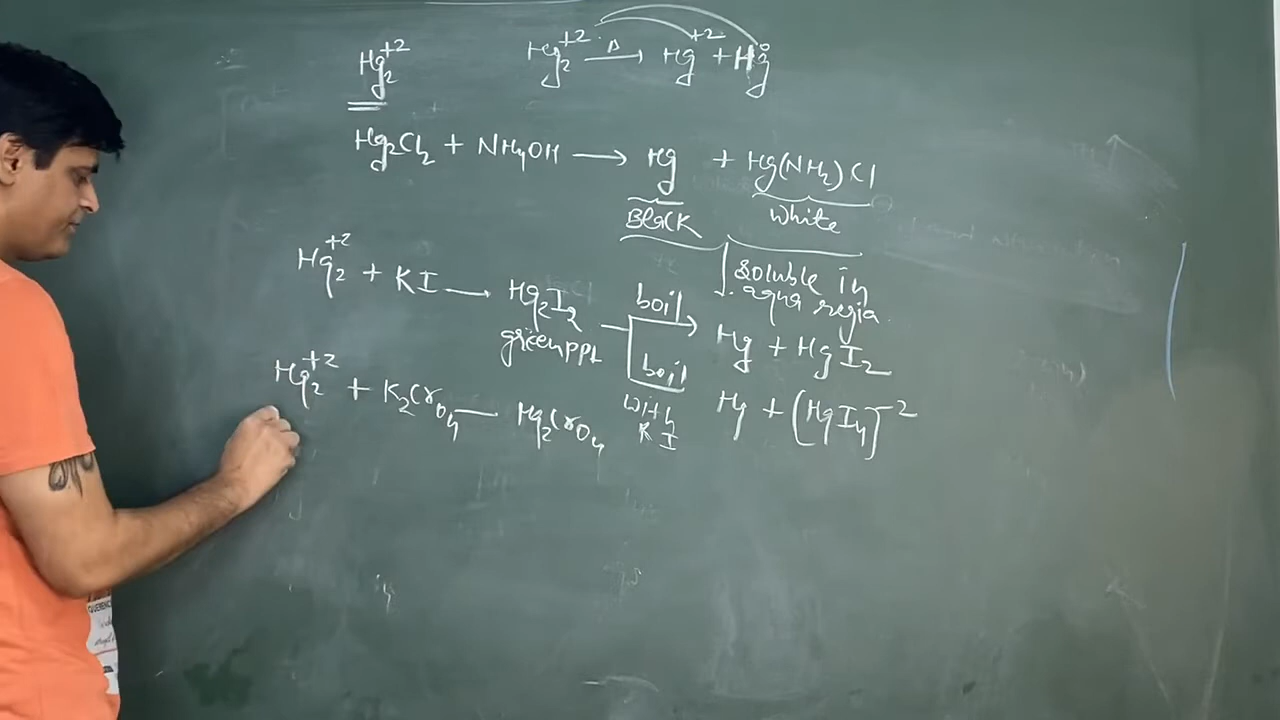 Hg₂⁺² Hg₂⁺² —Δ→ Hg⁺² + Hg⁰
Hg₂Cl₂ + NH₄OH → Hg + Hg(NH₂)Cl
Black White
soluble in
aqua regia
Hg₂⁺² + KI → Hg₂I₂ boil Hg + HgI₂
green ppt
boil
with
KI
Hg + [HgI₄]⁻²
Hg₂⁺² + K₂CrO₄ — Hg₂CrO₄